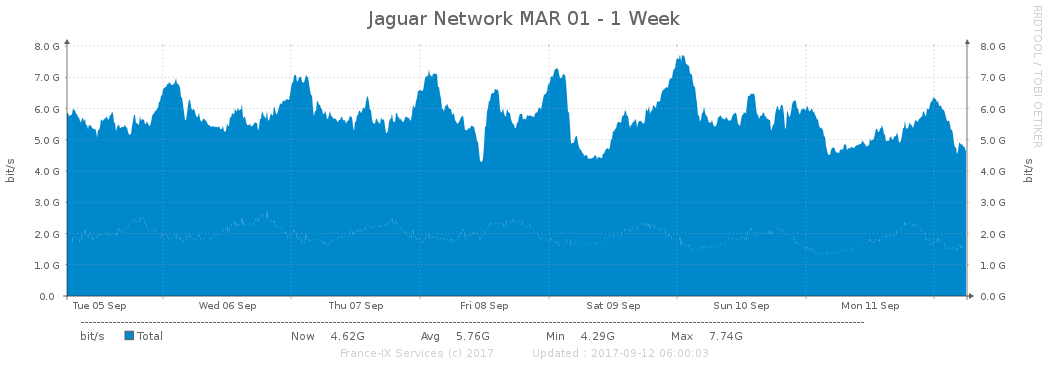 Jaguar Network MAR 01 - 1 Week
RRDTOOL / TOBI OETIKER
8.0 G 8.0 G
7.0 G 7.0 G
6.0 G 6.0 G
5.0 G 5.0 G
4.0 G 4.0 G
3.0 G 3.0 G
2.0 G 2.0 G
1.0 G 1.0 G
0.0 0.0 G
bit/s
bit/s
Tue 05 Sep Wed 06 Sep Thu 07 Sep Fri 08 Sep Sat 09 Sep Sun 10 Sep Mon 11 Sep
bit/s Total Now 4.62G Avg 5.76G Min 4.29G Max 7.74G
France-IX Services (c) 2017 Updated : 2017-09-12 06:00:03